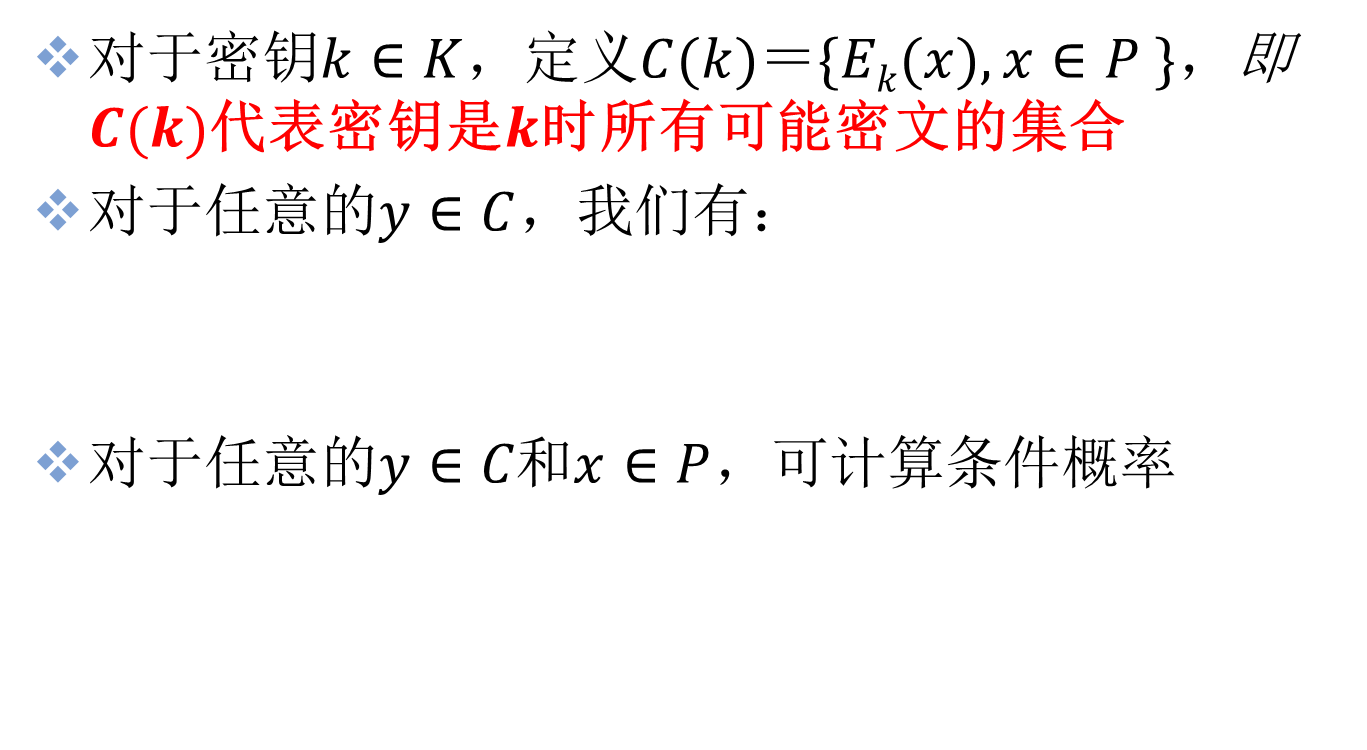 ❖对于密钥𝑘 ∈ 𝐾，定义𝐶(𝑘)＝{𝐸ₖ(𝑥), 𝑥 ∈ 𝑃 }，即
𝑪(𝒌)代表密钥是𝒌时所有可能密文的集合
❖对于任意的𝑦 ∈ 𝐶，我们有：
❖对于任意的𝑦 ∈ 𝐶和𝑥 ∈ 𝑃，可计算条件概率